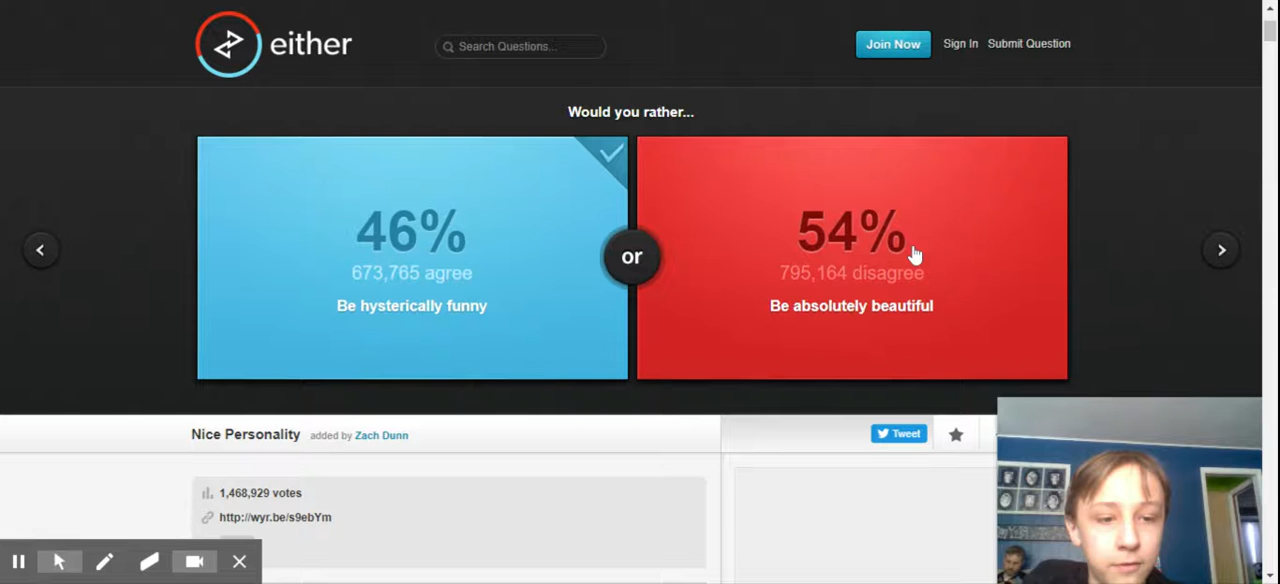 either
Search Questions...
Join Now
Sign In
Submit Question
Would you rather...
46%
673,765 agree
Be hysterically funny
or
54%
795,164 disagree
Be absolutely beautiful
Nice Personality added by Zach Dunn
Tweet
1,468,929 votes
http://wyr.be/s9ebYm